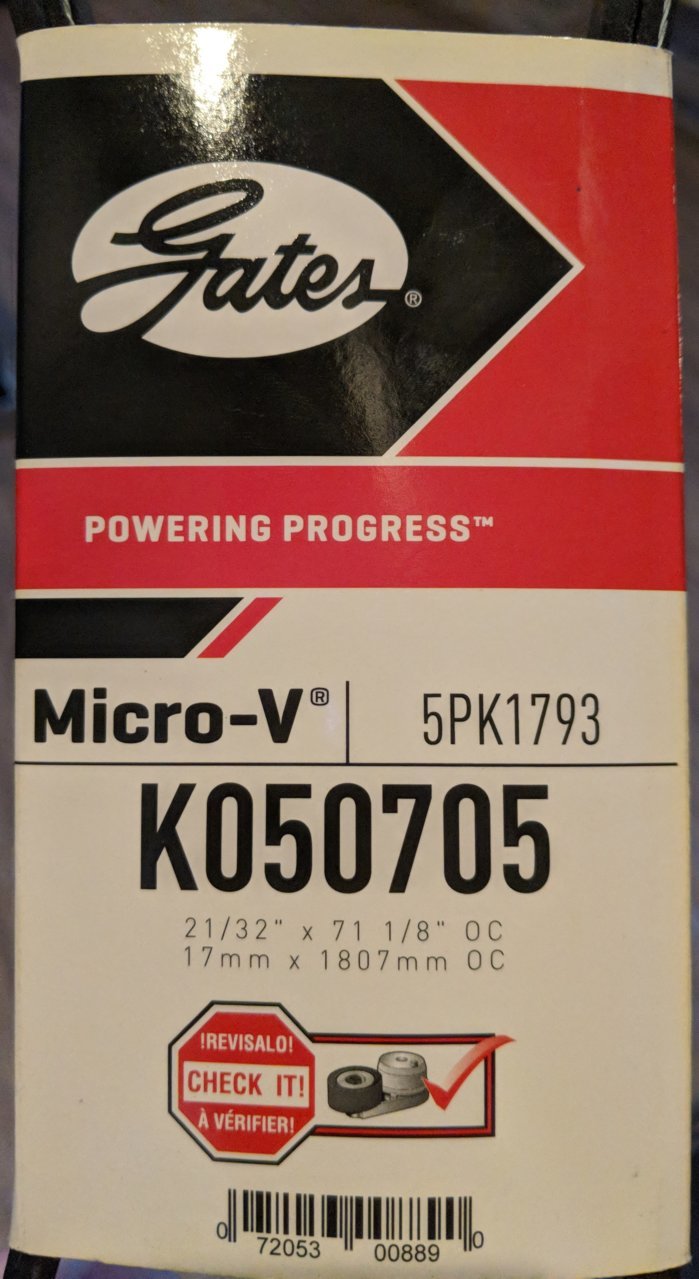 Gates®
POWERING PROGRESS™
Micro-V® 5PK1793
K050705
21/32" x 71 1/8" OC
17mm x 1807mm OC
!REVISALO!
CHECK IT!
À VÉRIFIER!
0 72053 00889 0